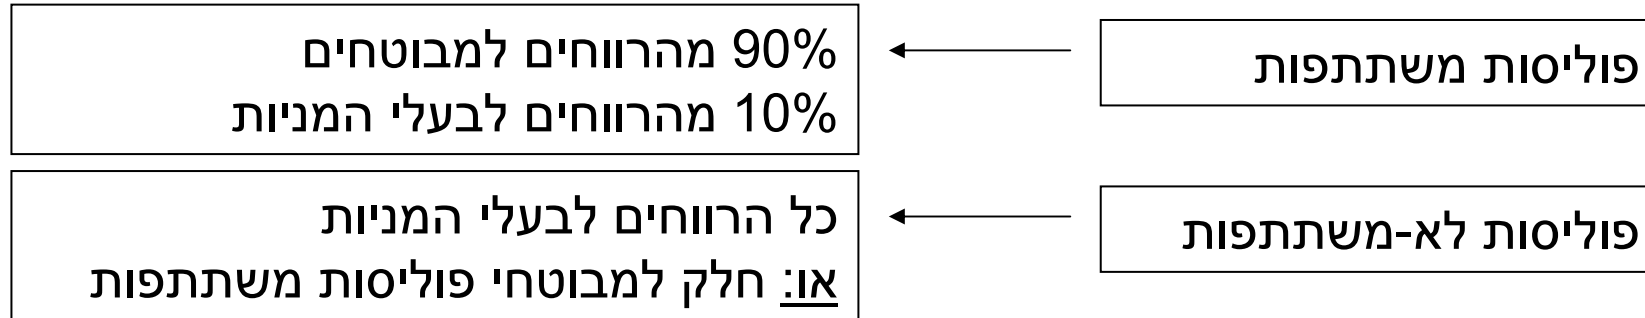 פוליסות משתתפות
90% מהרווחים למבוטחים
10% מהרווחים לבעלי המניות
פוליסות לא-משתתפות
כל הרווחים לבעלי המניות
או: חלק למבוטחי פוליסות משתתפות